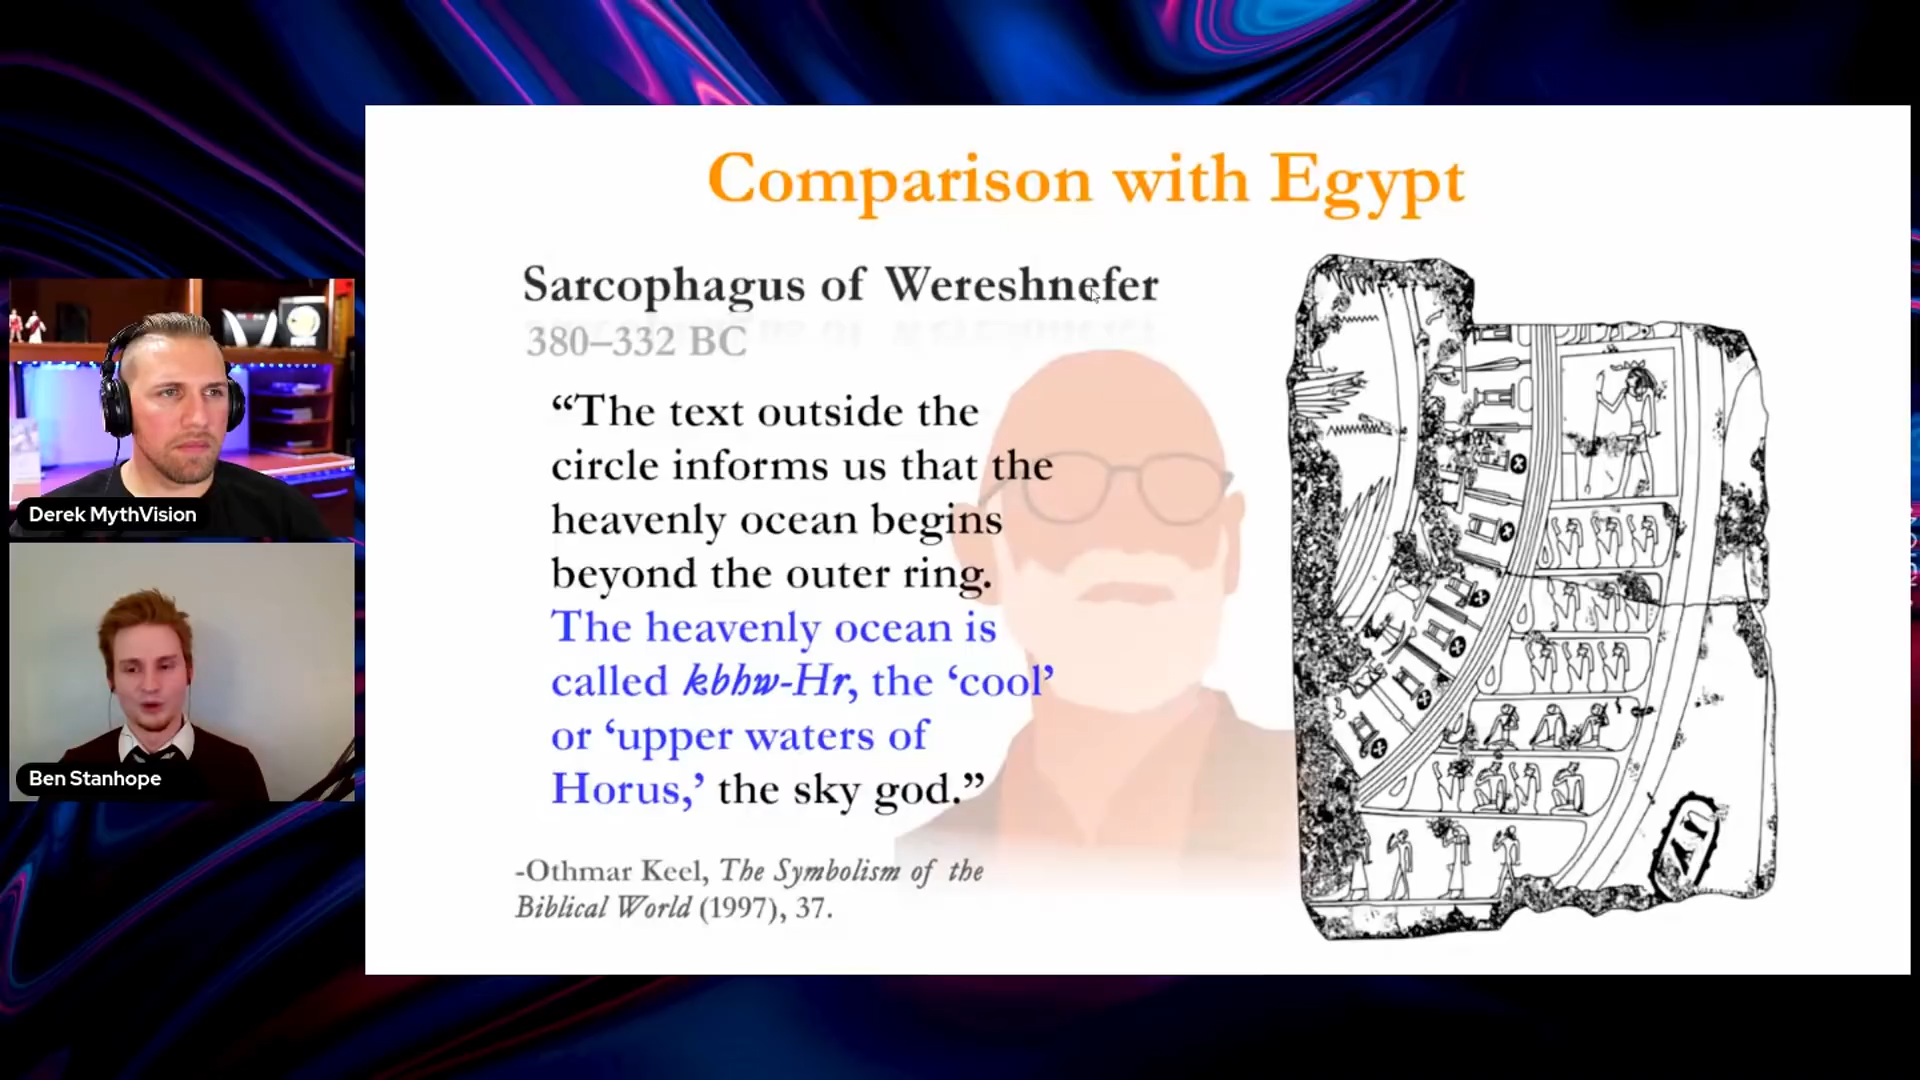 Comparison with Egypt
Sarcophagus of Wereshnefer
380–332 BC
“The text outside the
circle informs us that the
heavenly ocean begins
beyond the outer ring.
The heavenly ocean is
called kbhw-Hr, the ‘cool’
or ‘upper waters of
Horus,’ the sky god.”
-Othmar Keel, The Symbolism of the
Biblical World (1997), 37.
Derek MythVision
Ben Stanhope